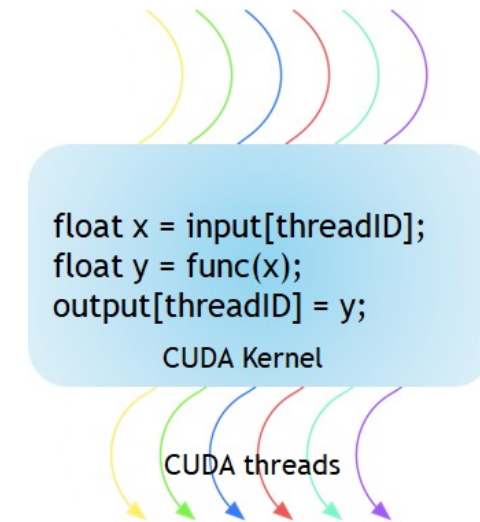 float x = input[threadID];
float y = func(x);
output[threadID] = y;
CUDA Kernel
CUDA threads